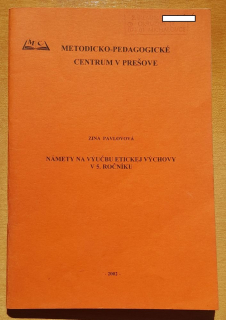 METODICKO-PEDAGOGICKÉ
CENTRUM V PREŠOVE
ZINA PAVLOVOVÁ
NÁMETY NA VÝUČBU ETICKEJ VÝCHOVY
V 5. ROČNÍKU
2002